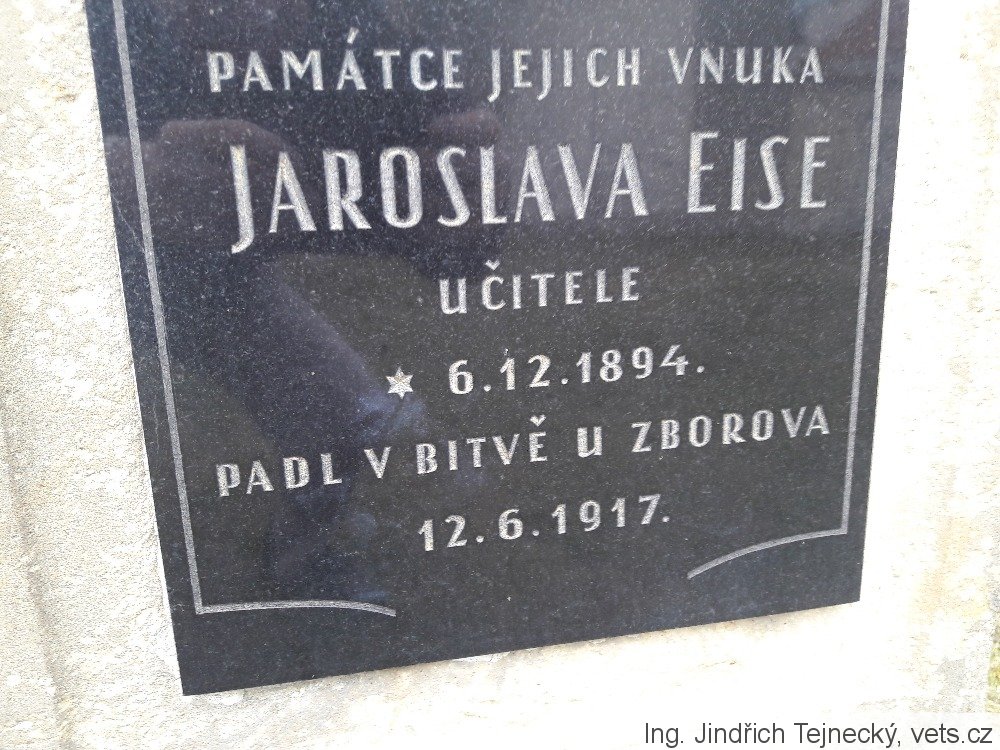 PAMÁTCE JEJICH VNUKA
JAROSLAVA EISE
UČITELE
* 6.12.1894.
PADL V BITVĚ U ZBOROVA
12.6.1917.
Ing. Jindřich Tejnecký, vets.cz